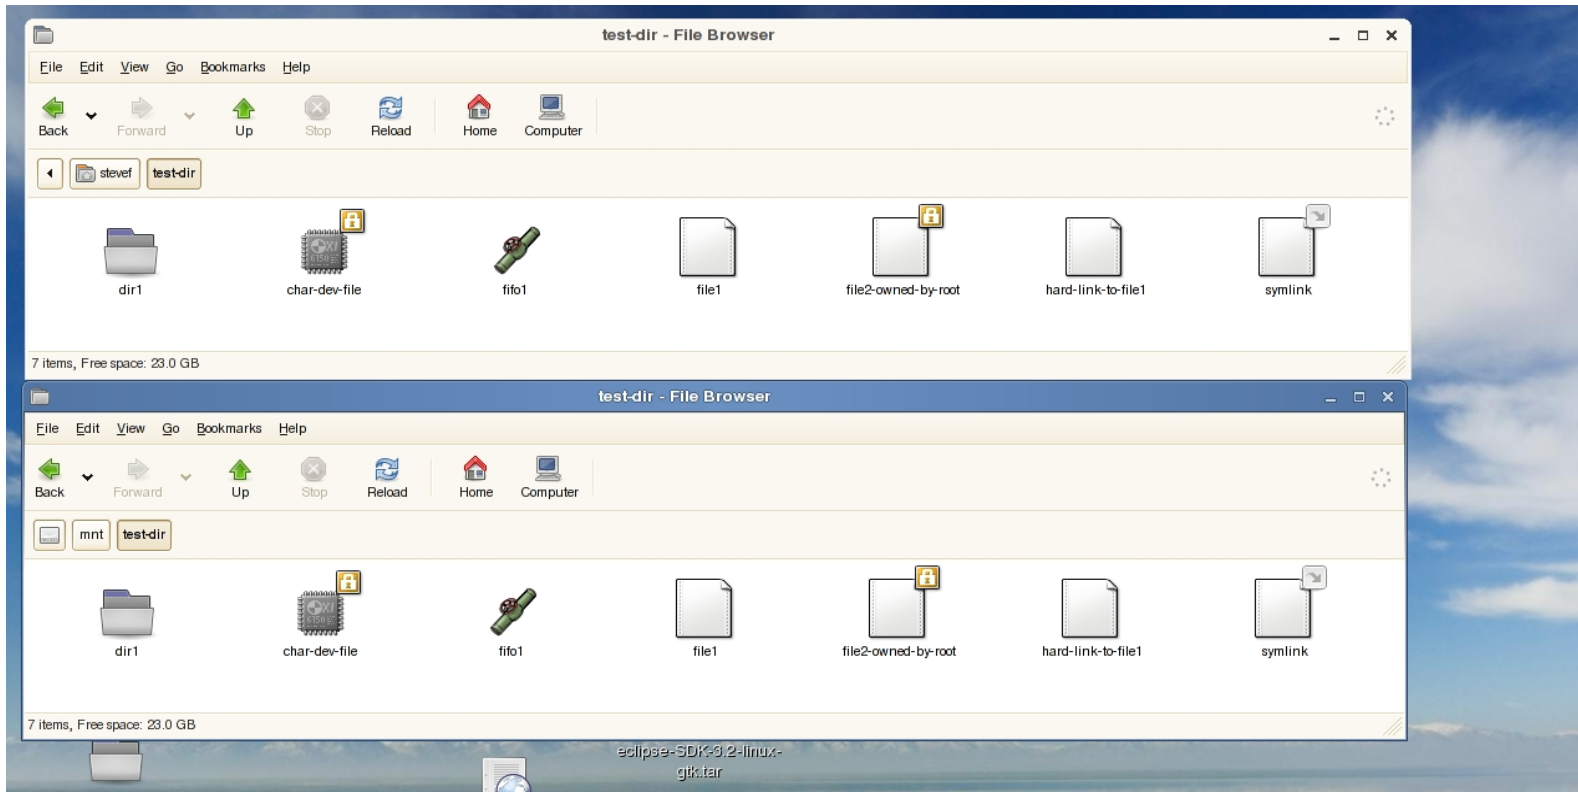 test-dir - File Browser
File Edit View Go Bookmarks Help
Back Forward Up Stop Reload Home Computer
stevef test-dir
dir1 char-dev-file fifo1 file1 file2-owned-by-root hard-link-to-file1 symlink
7 items, Free space: 23.0 GB
test-dir - File Browser
File Edit View Go Bookmarks Help
Back Forward Up Stop Reload Home Computer
mnt test-dir
dir1 char-dev-file fifo1 file1 file2-owned-by-root hard-link-to-file1 symlink
7 items, Free space: 23.0 GB
eclipse-SDK-3.2-linux-
gtk.tar